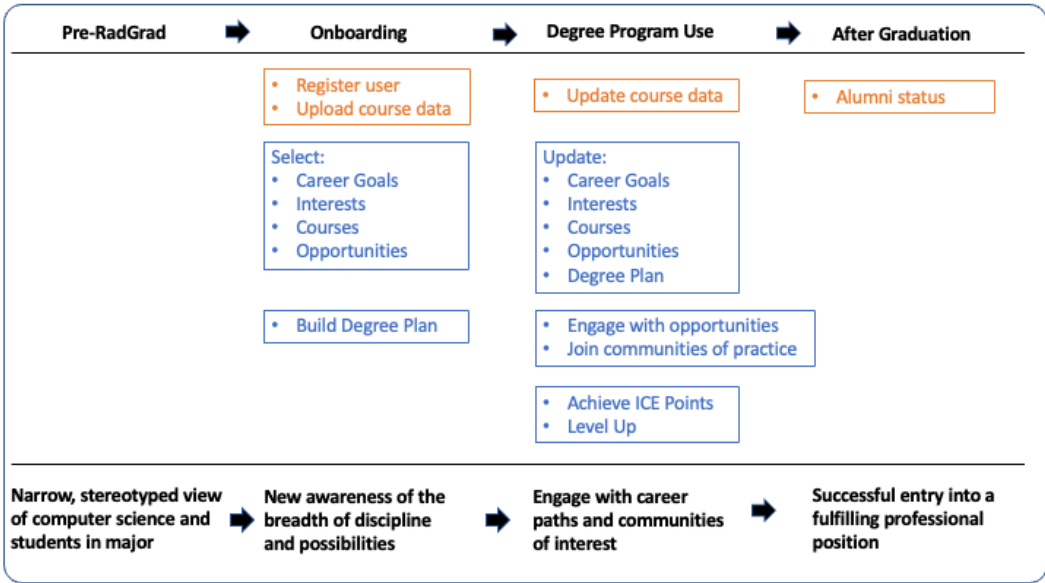 Pre-RadGrad
Onboarding
Degree Program Use
After Graduation
• Register user
• Upload course data
• Update course data
• Alumni status
Select:
• Career Goals
• Interests
• Courses
• Opportunities
Update:
• Career Goals
• Interests
• Courses
• Opportunities
• Degree Plan
• Build Degree Plan
• Engage with opportunities
• Join communities of practice
• Achieve ICE Points
• Level Up
Narrow, stereotyped view
of computer science and
students in major
New awareness of the
breadth of discipline
and possibilities
Engage with career
paths and communities
of interest
Successful entry into a
fulfilling professional
position